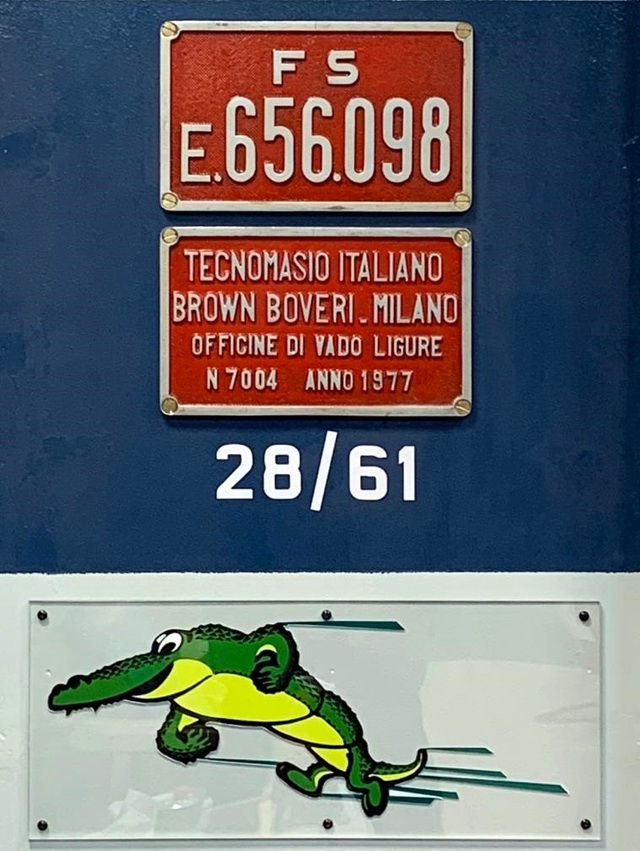 FS
E.656.098
TECNOMASIO ITALIANO
BROWN BOVERI - MILANO
OFFICINE DI VADO LIGURE
N 7004 ANNO 1977
28/61